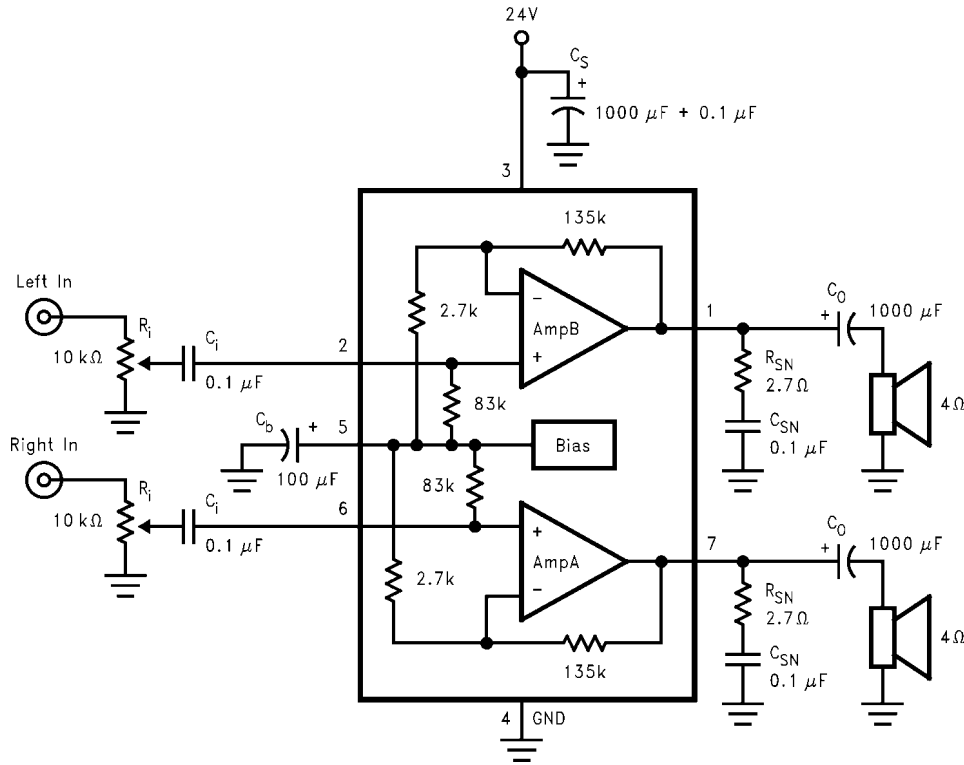 24V
C_S
+
1000 μF + 0.1 μF
3
135k
Left In
R_i
10 kΩ
C_i
0.1 μF
2
2.7k
−
AmpB
+
1
C_O
+
1000 μF
R_SN
2.7Ω
C_SN
0.1 μF
4Ω
83k
C_b
+
5
100 μF
Bias
Right In
R_i
10 kΩ
C_i
0.1 μF
6
83k
+
AmpA
−
2.7k
135k
7
C_O
+
1000 μF
R_SN
2.7Ω
C_SN
0.1 μF
4Ω
4
GND